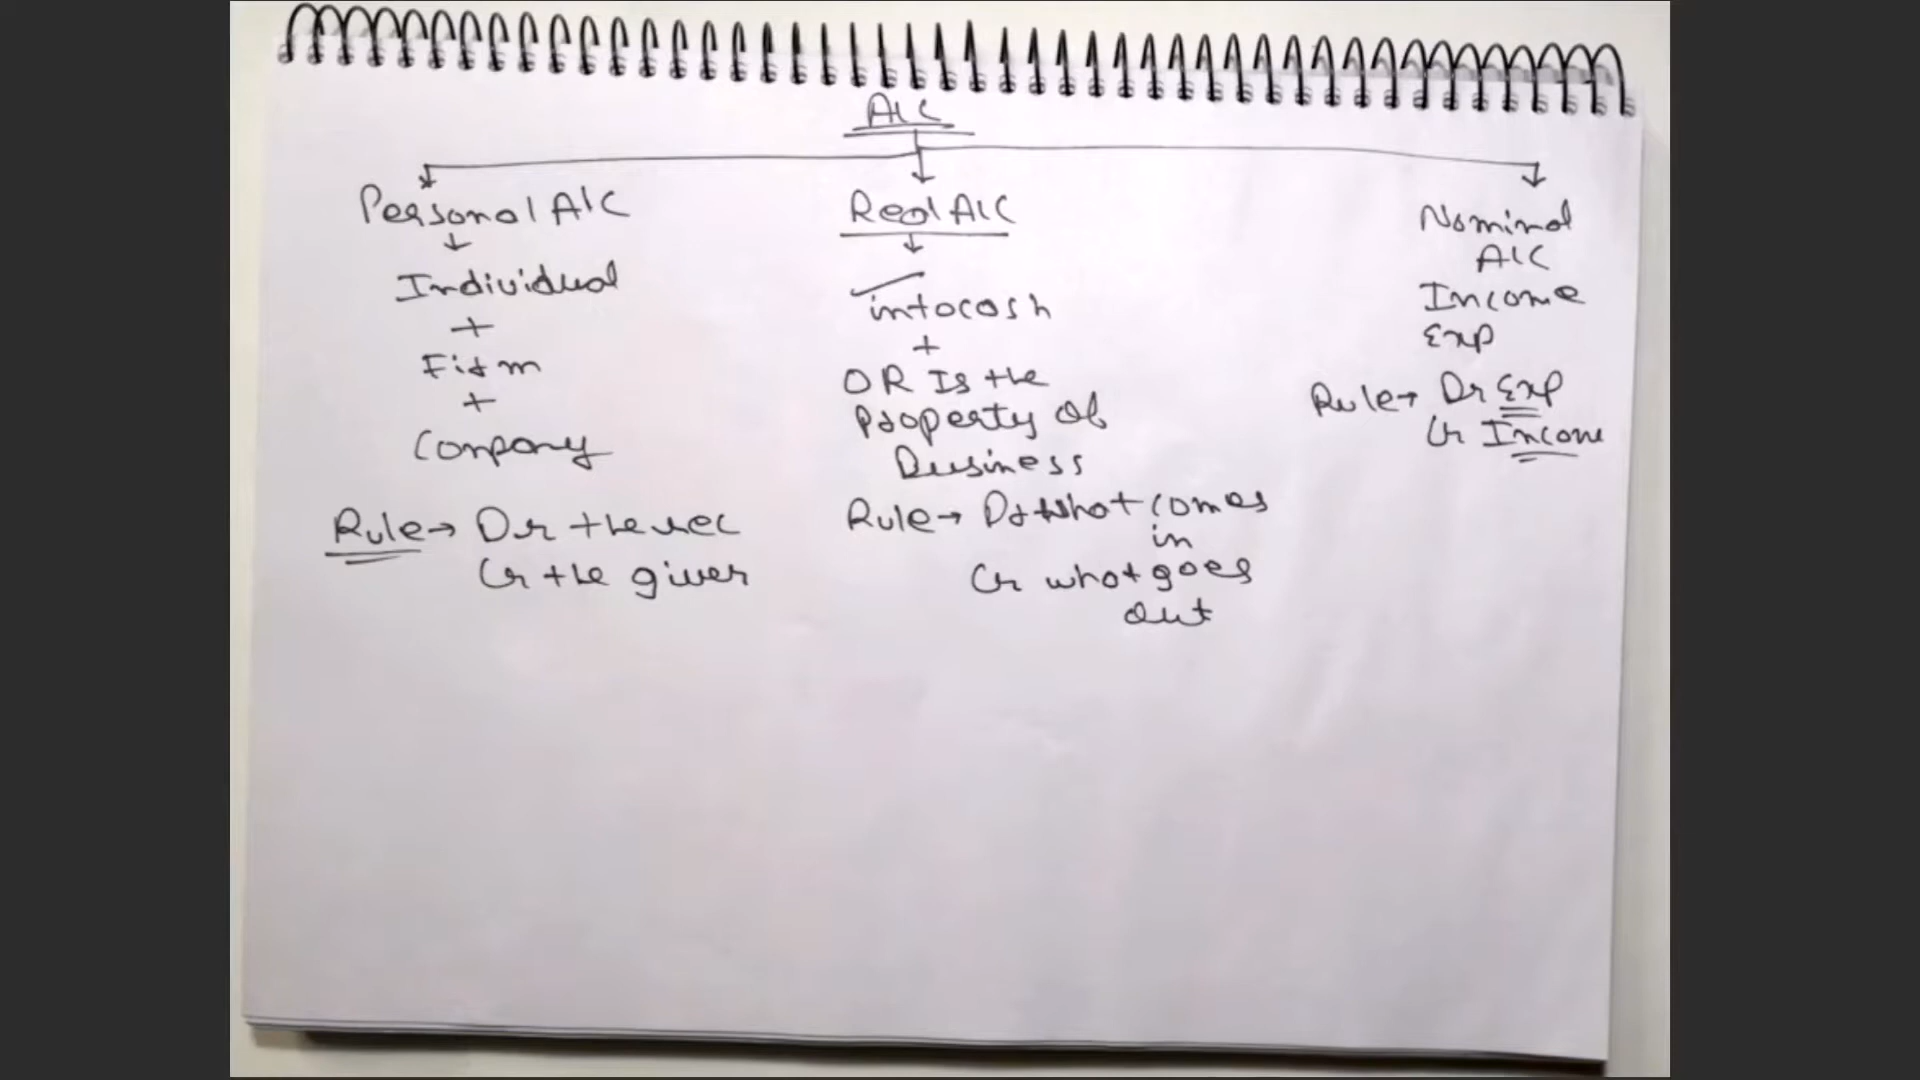 A/C
Personal A/C
Individual
+
Firm
+
Company
Rule → Dr the rec
Cr the giver
Real A/C
intocash
+
OR Is the
Property Of
Business
Rule → Dr what comes
in
Cr what goes
out
Nominal
A/C
Income
Exp
Rule → Dr Exp
Cr Income